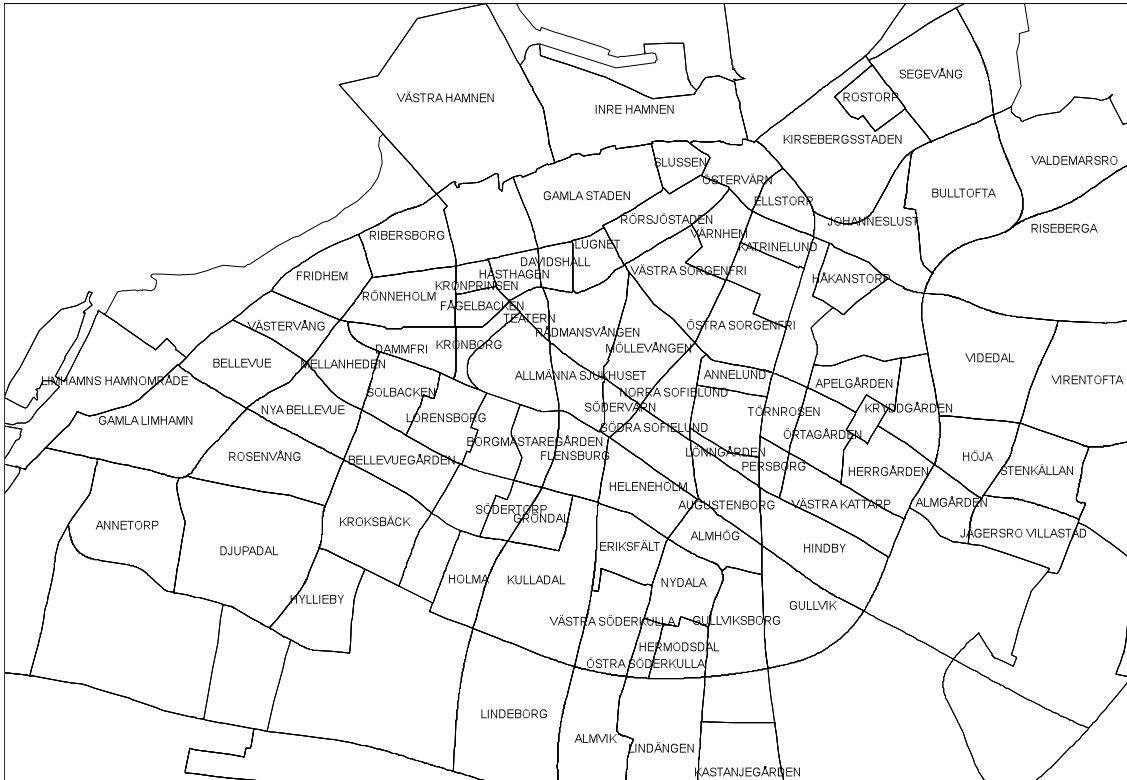 SEGEVÅNG
VÄSTRA HAMNEN
ROSTORP
INRE HAMNEN
KIRSEBERGSSTADEN
SLUSSEN
VALDEMARSRO
ÖSTERVÄRN
GAMLA STADEN
BULLTOFTA
ELLSTORP
RÖRSJÖSTADEN
JOHANNESLUST
RISEBERGA
RIBERSBORG
VÄRNHEM
LUGNET
KATRINELUND
DAVIDSHALL
FRIDHEM
HÄSTHAGEN
VÄSTRA SORGENFRI
HÅKANSTORP
KRONPRINSEN
RÖNNEHOLM
FÅGELBACKEN
TEATERN
VÄSTERVÅNG
ÖSTRA SORGENFRI
RÅDMANSVÅNGEN
KRONBORG
DAMMFRI
MÖLLEVÅNGEN
VIDEDAL
BELLEVUE
MELLANHEDEN
ALLMÄNNA SJUKHUSET
ANNELUND
LIMHAMNS HAMNOMRÅDE
VIRENTOFTA
APELGÅRDEN
SOLBACKEN
NORRA SOFIELUND
SÖDERVÄRN
KRYDDGÅRDEN
NYA BELLEVUE
TÖRNROSEN
GAMLA LIMHAMN
LORENSBORG
SÖDRA SOFIELUND
ÖRTAGÅRDEN
BORGMÄSTAREGÅRDEN
LÖNNGÅRDEN
ROSENVÅNG
FLENSBURG
HÖJA
BELLEVUEGÅRDEN
PERSBORG
HERRGÅRDEN
STENKÄLLAN
HELENEHOLM
AUGUSTENBORG
VÄSTRA KATTARP
ALMGÅRDEN
SÖDERTORP
GRÖNDAL
ANNETORP
KROKSBÄCK
ALMHÖG
JÄGERSRO VILLASTAD
ERIKSFÄLT
HINDBY
DJUPADAL
HOLMA
KULLADAL
NYDALA
HYLLIEBY
GULLVIK
VÄSTRA SÖDERKULLA
GULLVIKSBORG
HERMODSDAL
ÖSTRA SÖDERKULLA
LINDEBORG
ALMVIK
LINDÄNGEN
KASTANJEGÅRDEN